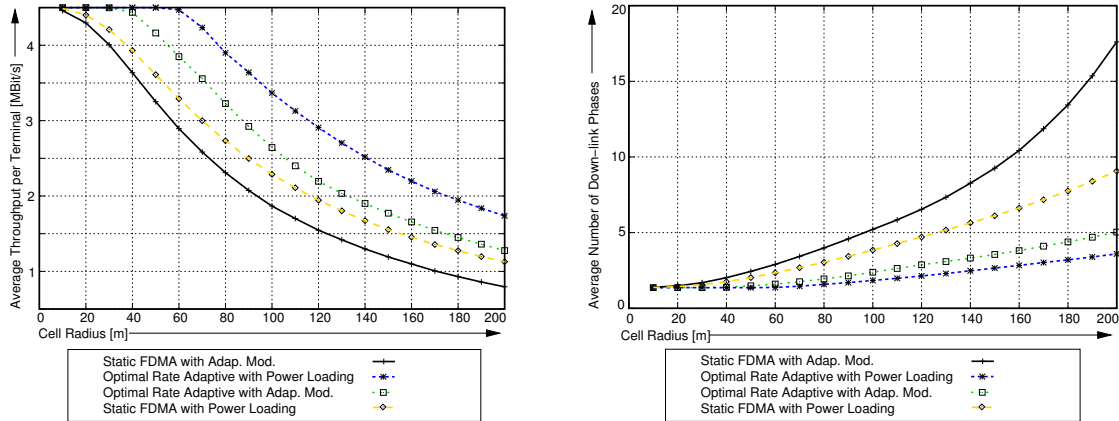 Average Throughput per Terminal [MBit/s]
4
3
2
1
0 20 40 60 80 100 120 140 160 180 200
Cell Radius [m]
Static FDMA with Adap. Mod.
Optimal Rate Adaptive with Power Loading
Optimal Rate Adaptive with Adap. Mod.
Static FDMA with Power Loading
Average Number of Down-link Phases
20
15
10
5
0
0 20 40 60 80 100 120 140 160 180 200
Cell Radius [m]
Static FDMA with Adap. Mod.
Optimal Rate Adaptive with Power Loading
Optimal Rate Adaptive with Adap. Mod.
Static FDMA with Power Loading